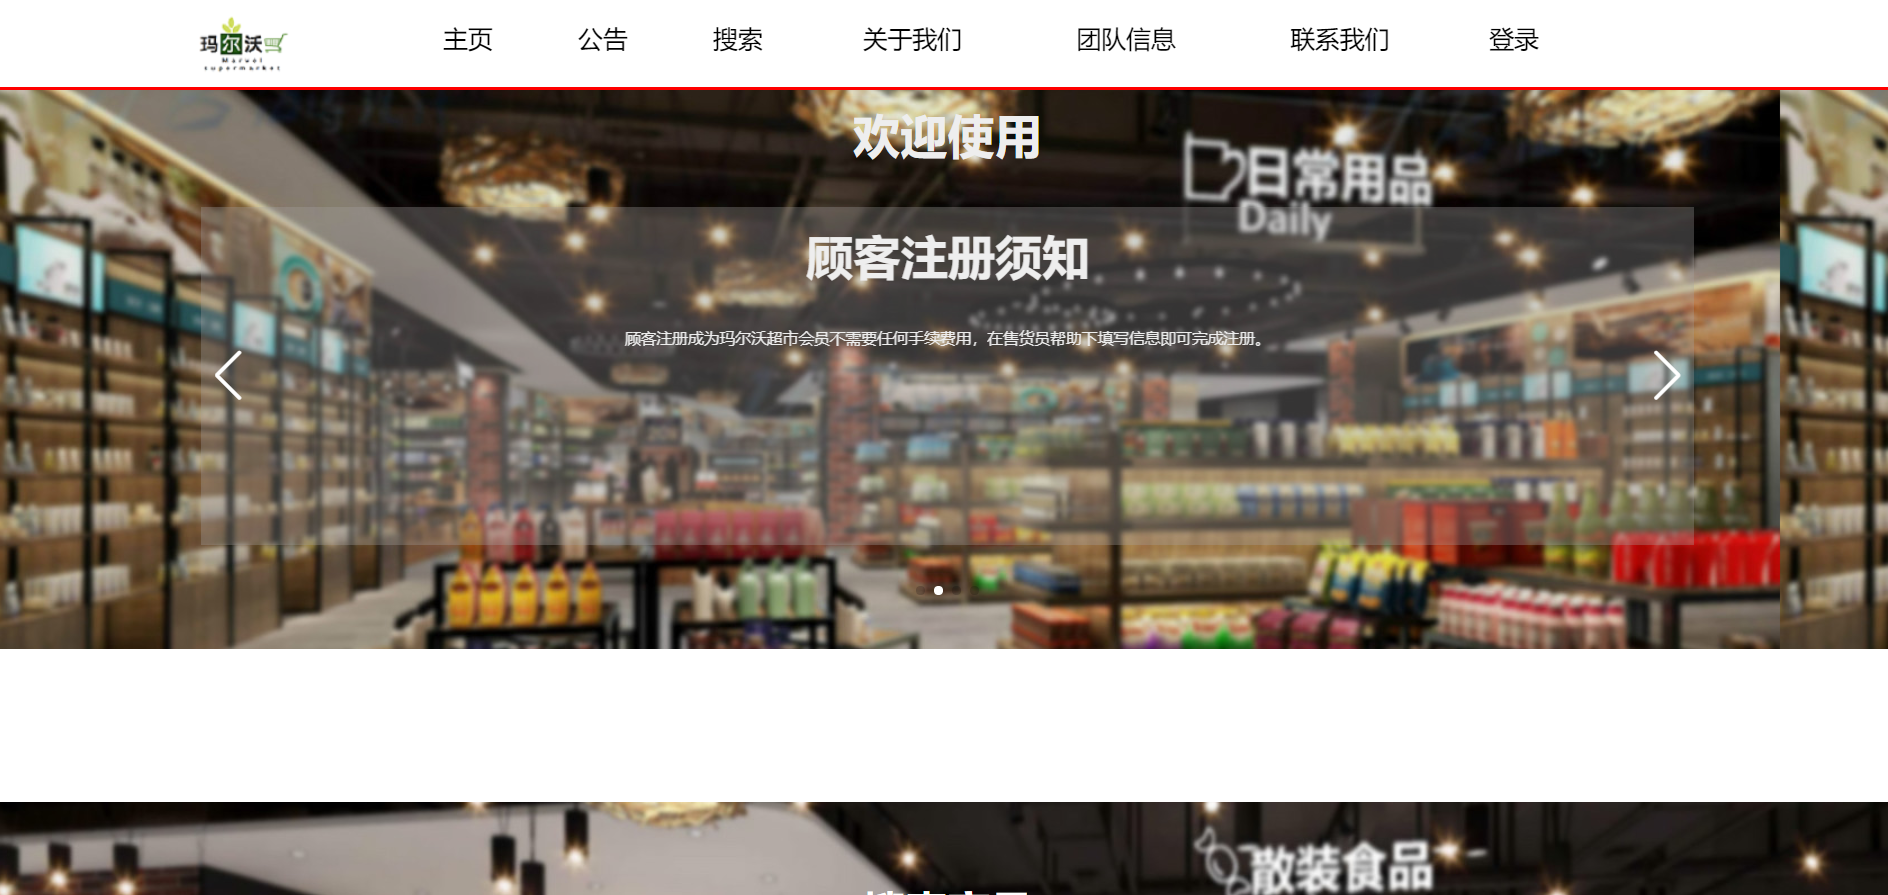 玛尔沃
Marwol
supermarket
主页
公告
搜索
关于我们
团队信息
联系我们
登录
欢迎使用
日常用品
Daily
顾客注册须知
顾客注册成为玛尔沃超市会员不需要任何手续费用，在售货员帮助下填写信息即可完成注册。
散装食品